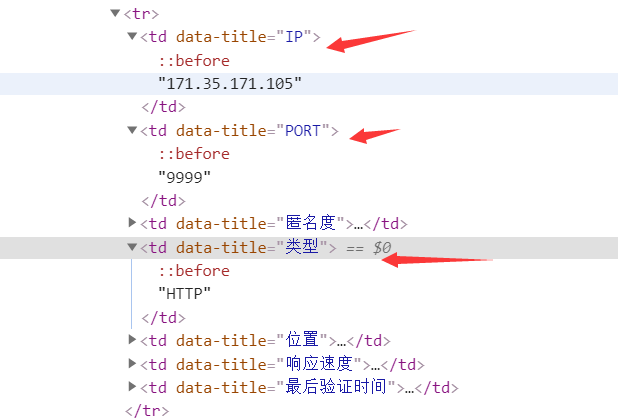 ▼<tr>
▼<td data-title="IP">
::before
"171.35.171.105"
</td>
▼<td data-title="PORT">
::before
"9999"
</td>
▶<td data-title="匿名度">…</td>
▼<td data-title="类型"> == $0
::before
"HTTP"
</td>
▶<td data-title="位置">…</td>
▶<td data-title="响应速度">…</td>
▶<td data-title="最后验证时间">…</td>
</tr>